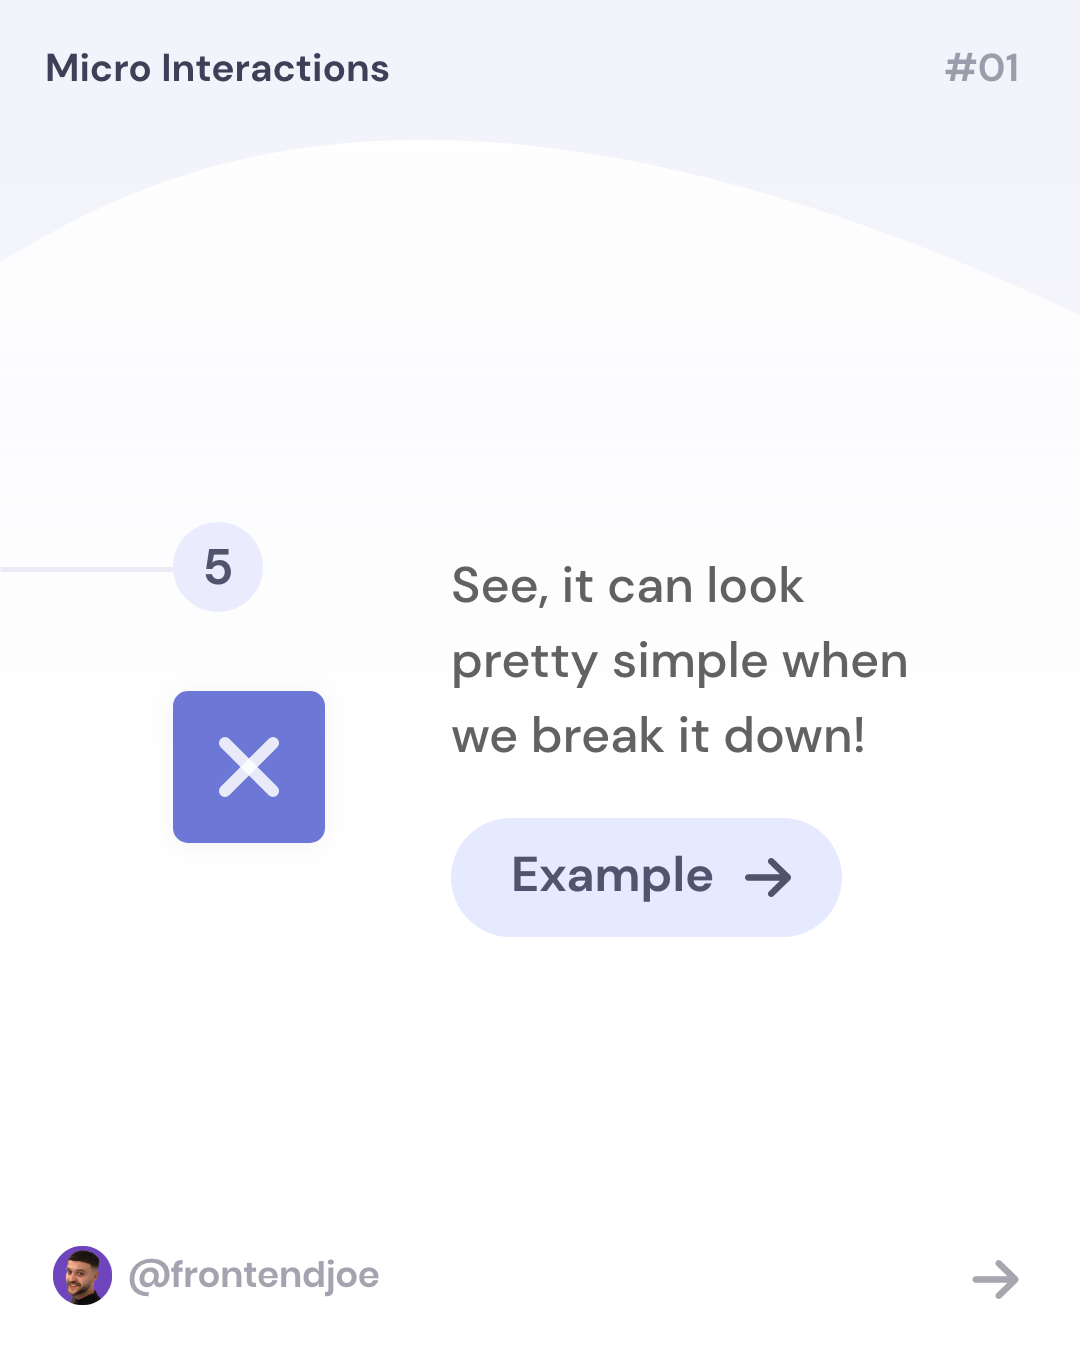 Micro Interactions
#01
5
See, it can look
pretty simple when
we break it down!
Example
@frontendjoe